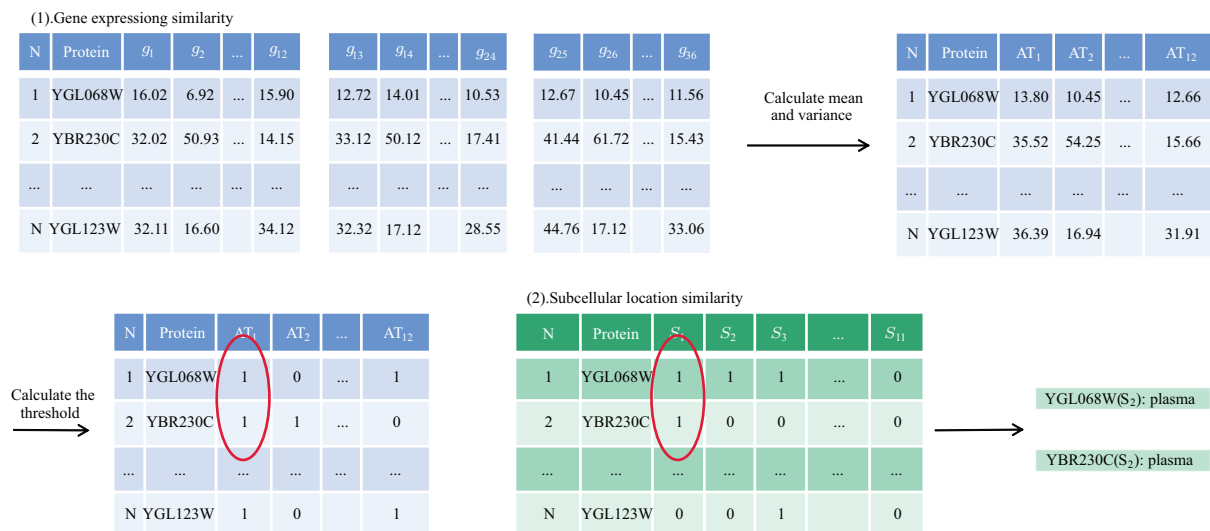 (1).Gene expressiong similarity
N Protein g1 g2 ... g12 g13 g14 ... g24 g25 g26 ... g36
1 YGL068W 16.02 6.92 ... 15.90 12.72 14.01 ... 10.53 12.67 10.45 ... 11.56
2 YBR230C 32.02 50.93 ... 14.15 33.12 50.12 ... 17.41 41.44 61.72 ... 15.43
... ... ... ... ... ... ... ... ... ... ...
N YGL123W 32.11 16.60 34.12 32.32 17.12 28.55 44.76 17.12 33.06
Calculate mean
and variance
N Protein AT1 AT2 ... AT12
1 YGL068W 13.80 10.45 ... 12.66
2 YBR230C 35.52 54.25 ... 15.66
... ... ... ... ...
N YGL123W 36.39 16.94 31.91
Calculate the
threshold
N Protein AT1 AT2 ... AT12
1 YGL068W 1 0 ... 1
2 YBR230C 1 1 ... 0
... ... ... ... ...
N YGL123W 1 0 1
(2).Subcellular location similarity
N Protein S1 S2 S3 ... S11
1 YGL068W 1 1 1 ... 0
2 YBR230C 1 0 0 ... 0
... ... ... ... ... ...
N YGL123W 0 0 1 0
YGL068W(S2): plasma
YBR230C(S2): plasma